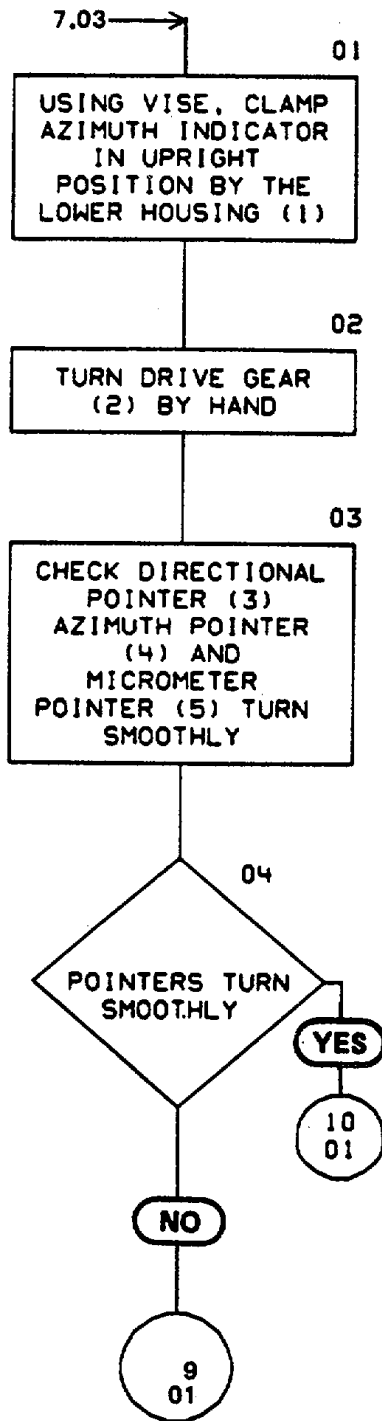 7.03
01
USING VISE, CLAMP
AZIMUTH INDICATOR
IN UPRIGHT
POSITION BY THE
LOWER HOUSING (1)
02
TURN DRIVE GEAR
(2) BY HAND
03
CHECK DIRECTIONAL
POINTER (3)
AZIMUTH POINTER
(4) AND
MICROMETER
POINTER (5) TURN
SMOOTHLY
04
POINTERS TURN
SMOOTHLY
YES
10
01
NO
9
01